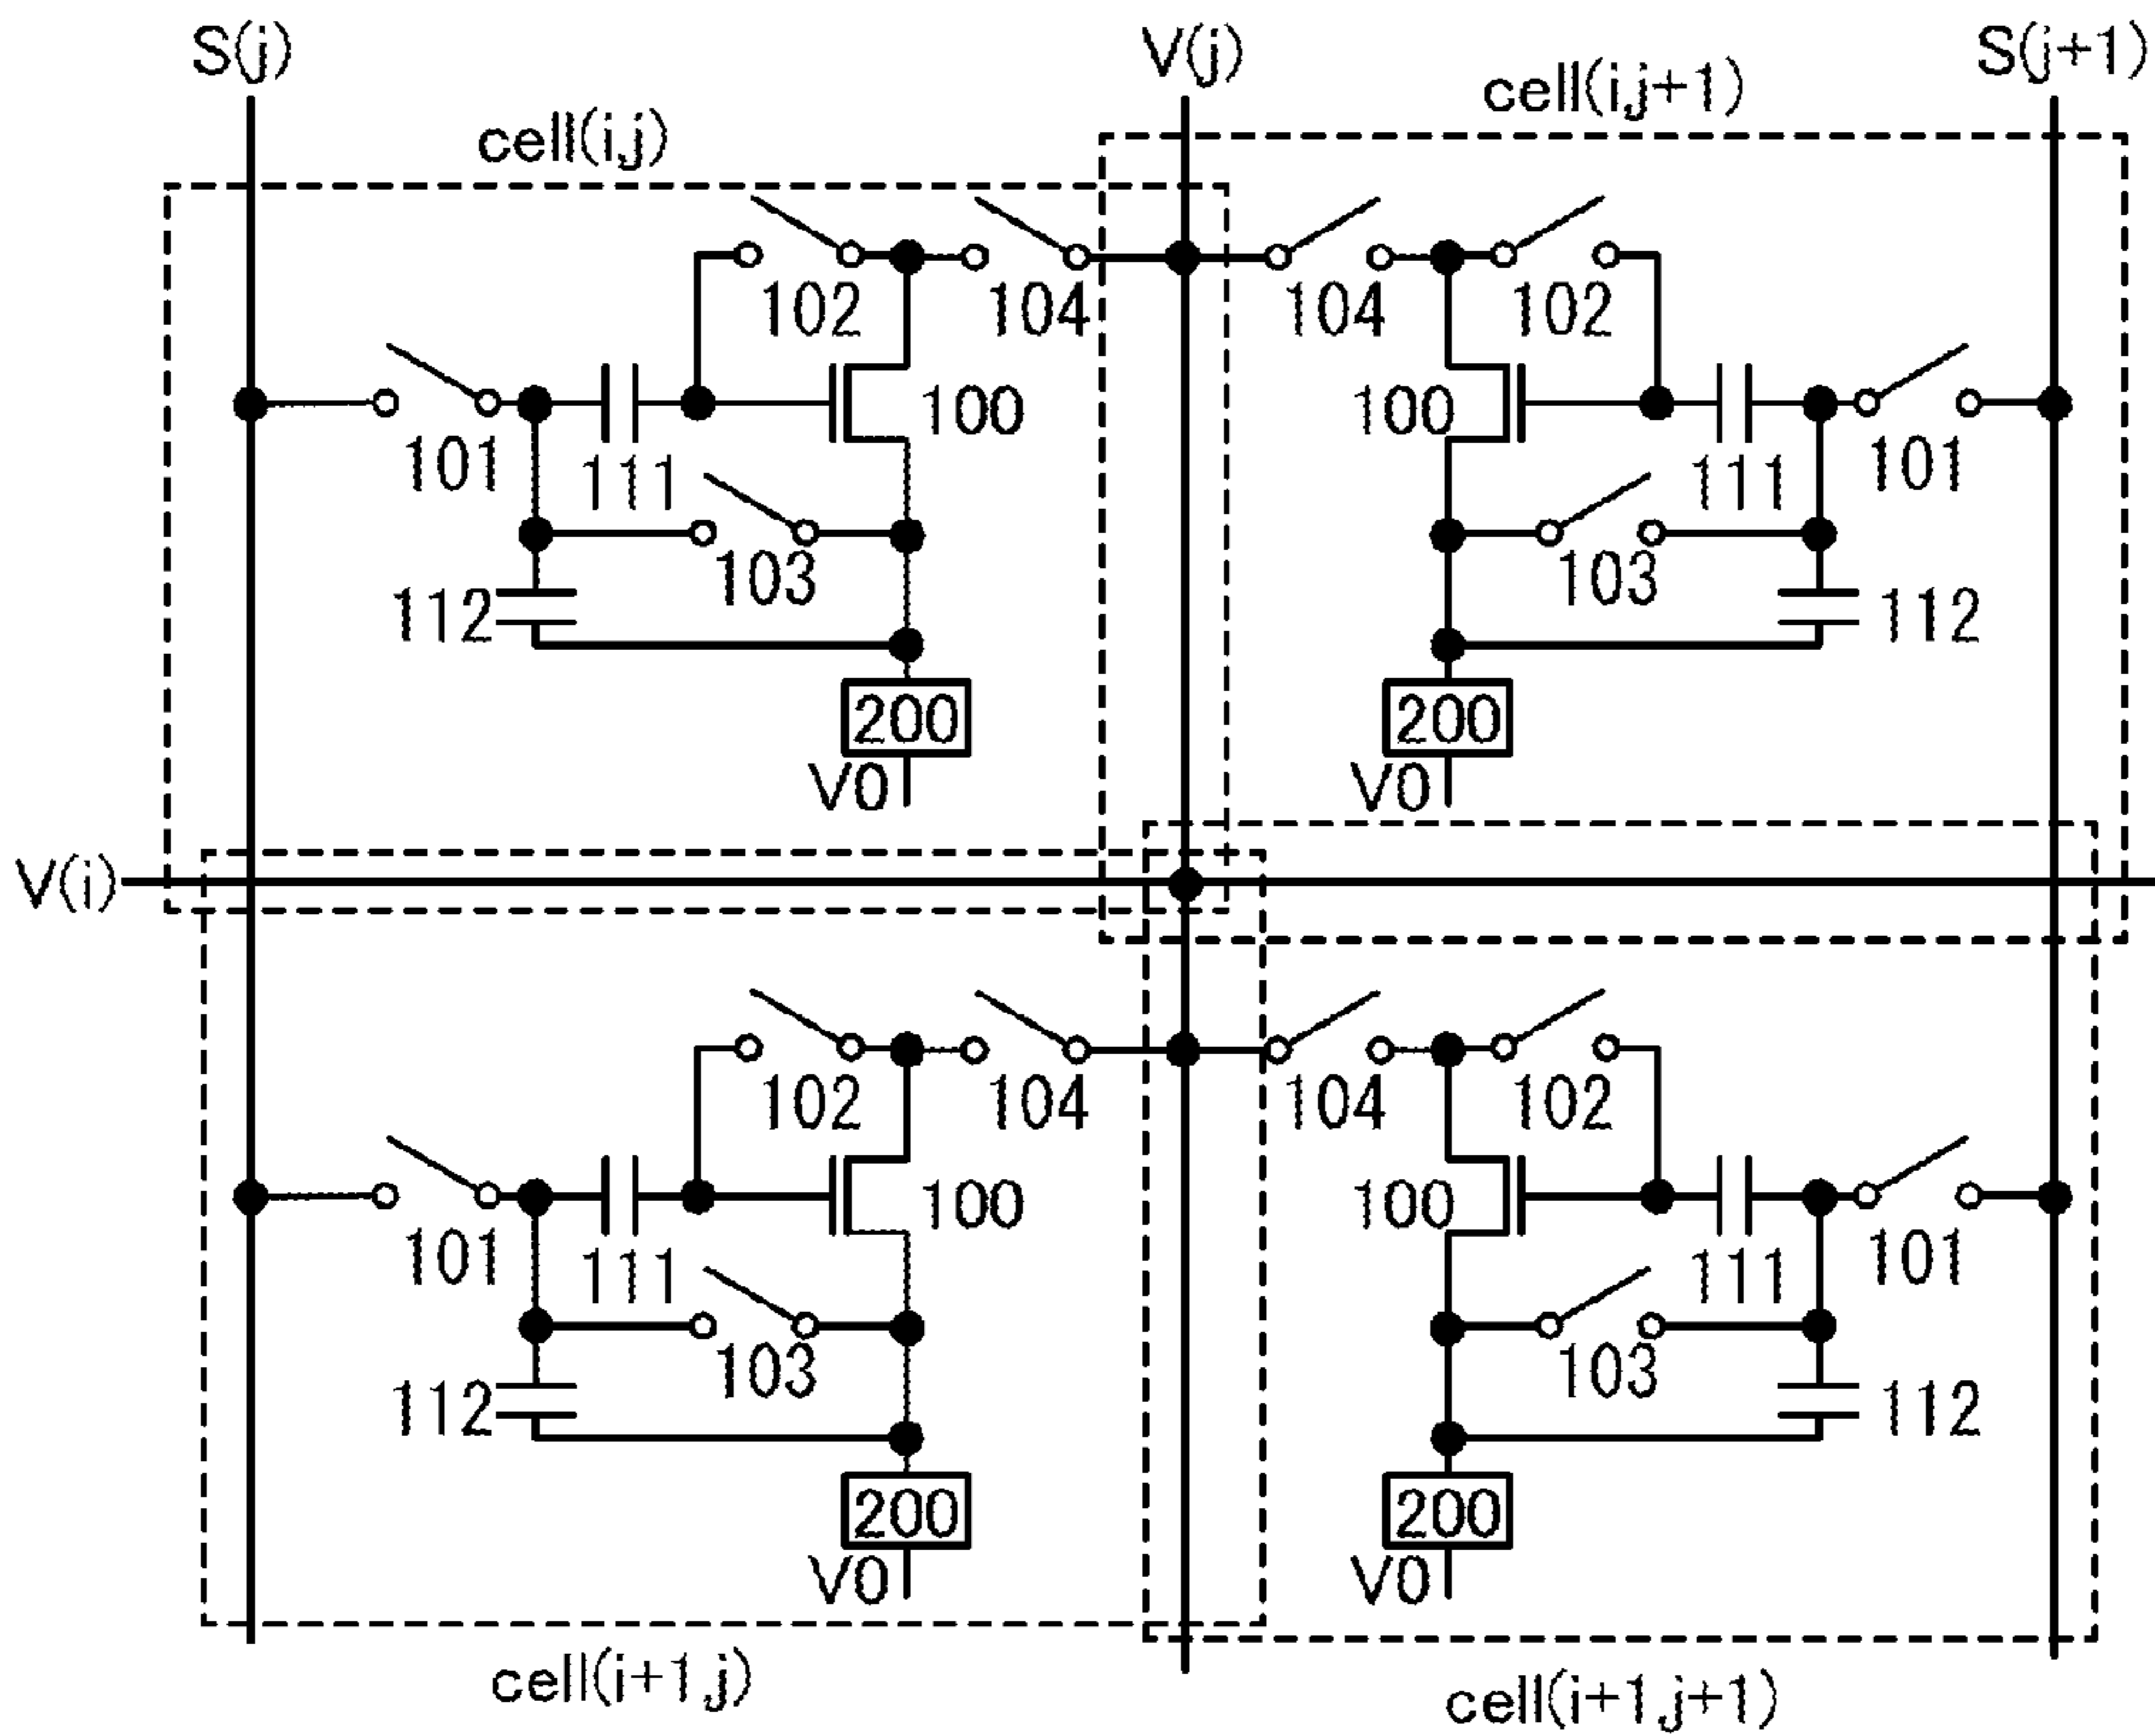 S(j) V(j) S(j+1)
cell(i,j+1)
cell(i,j)
102 104 104 102
100 100
101 111 111 101
103 103
112 112
200 200
V0 V0
V(i)
102 104 104 102
100 100
101 111 111 101
103 103
112 112
200 200
V0 V0
cell(i+1,j)
cell(i+1,j+1)